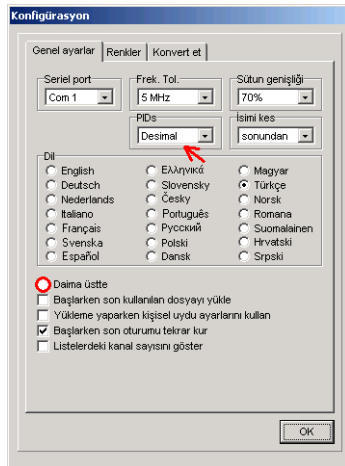 Konfigürasyon
Genel ayarlar Renkler Konvert et
Seriel port Frek. Tol. Sütun genişliği
Com 1 5 MHz 70%
PIDs İsimi kes
Desimal sonundan
Dil
English Ελληνικά Magyar
Deutsch Slovensky Türkçe
Nederlands Česky Norsk
Italiano Português Romana
Français Русский Suomalainen
Svenska Polski Hrvatski
Español Dansk Srpski
Daima üstte
Başlarken son kullanılan dosyayı yükle
Yükleme yaparken kişisel uydu ayarlarını kullan
Başlarken son oturumu tekrar kur
Listelerdeki kanal sayısını göster
OK